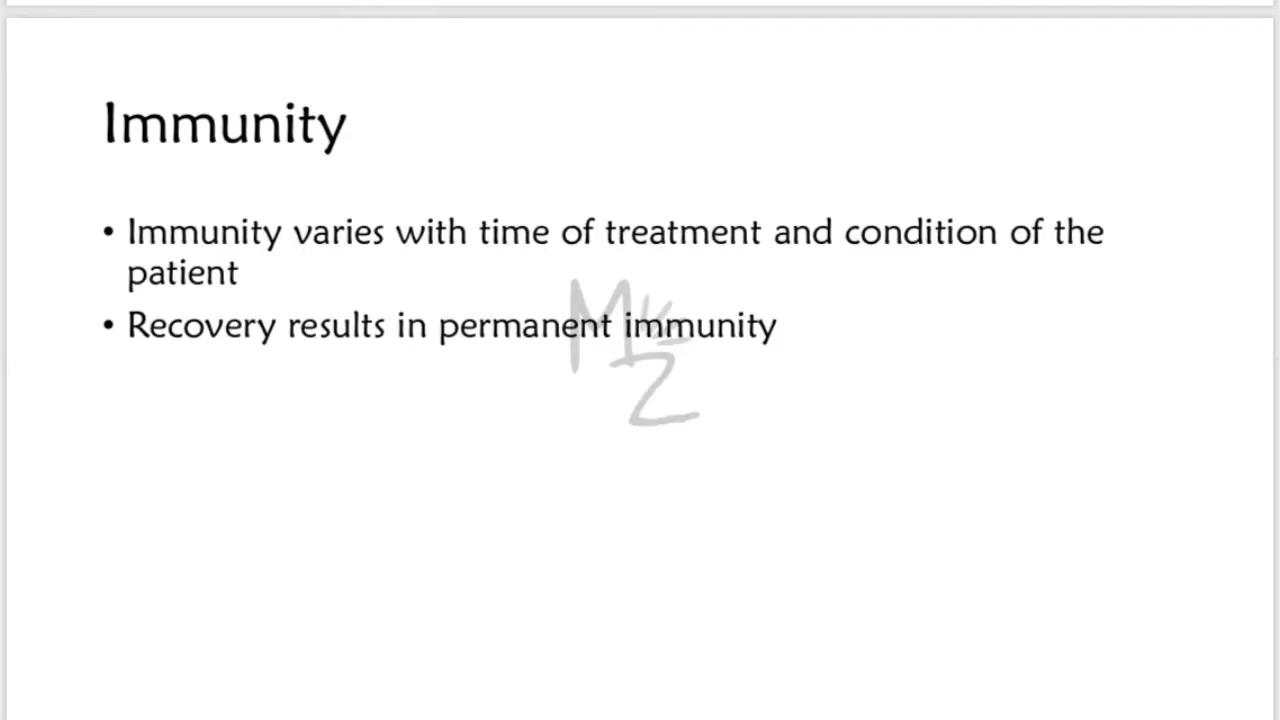 Immunity
• Immunity varies with time of treatment and condition of the
patient
• Recovery results in permanent immunity
M
Z